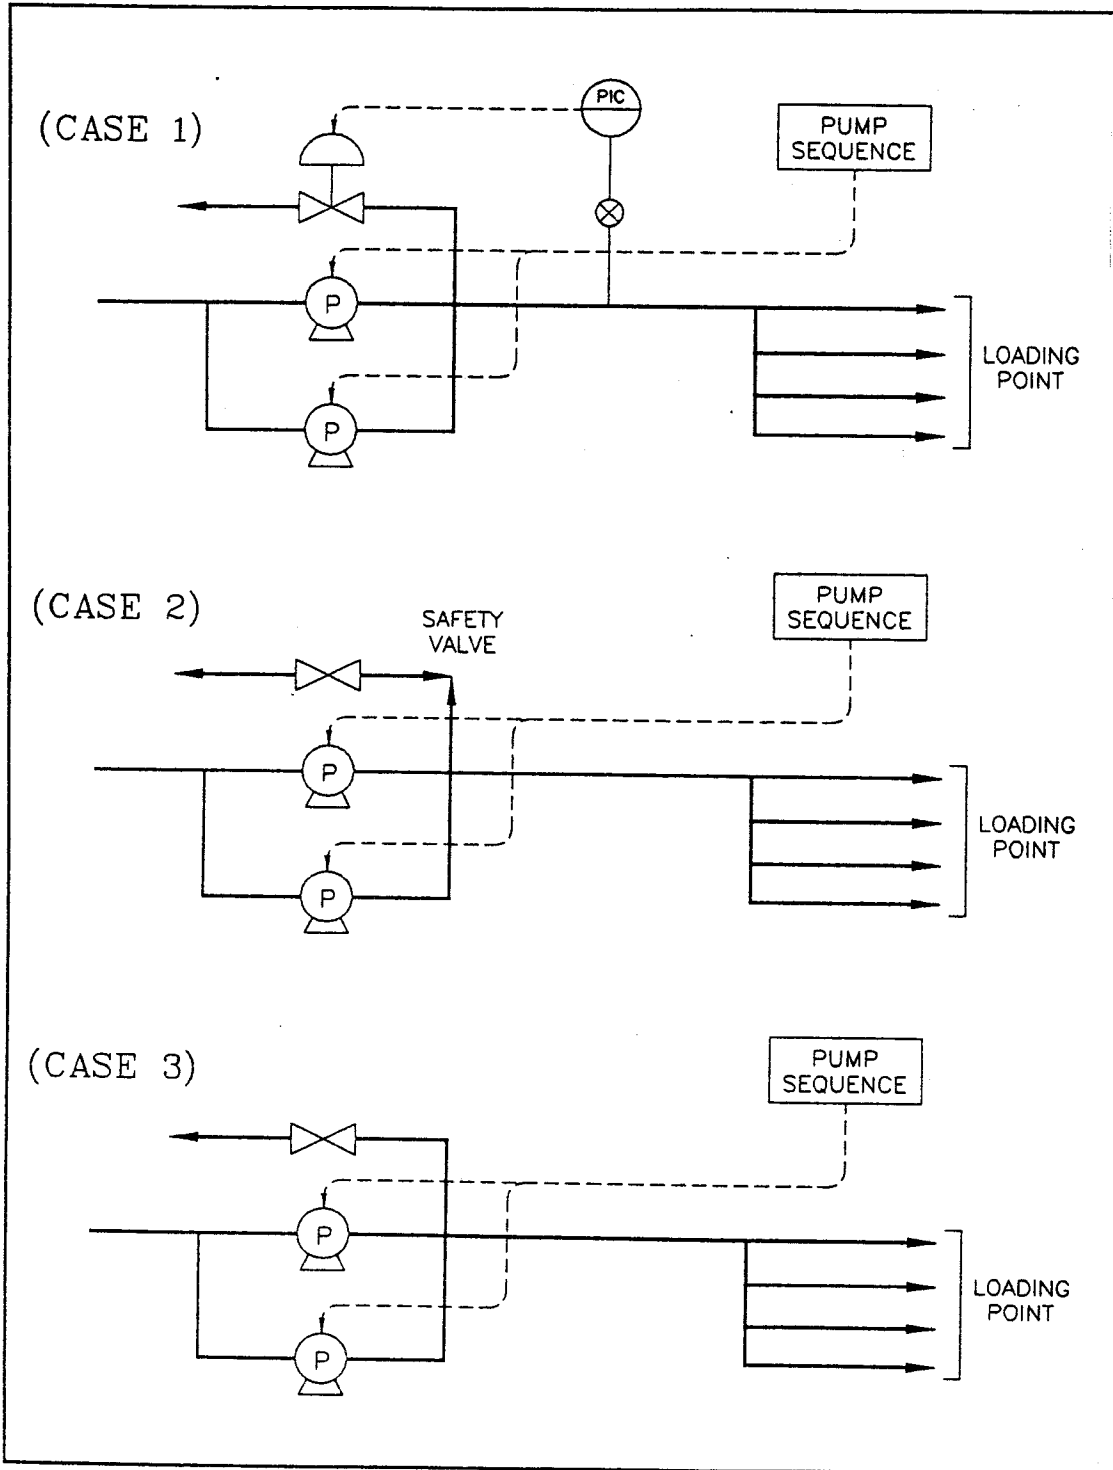 (CASE 1)
PIC
PUMP
SEQUENCE
P
P
LOADING
POINT
(CASE 2)
SAFETY
VALVE
PUMP
SEQUENCE
P
P
LOADING
POINT
(CASE 3)
PUMP
SEQUENCE
P
P
LOADING
POINT